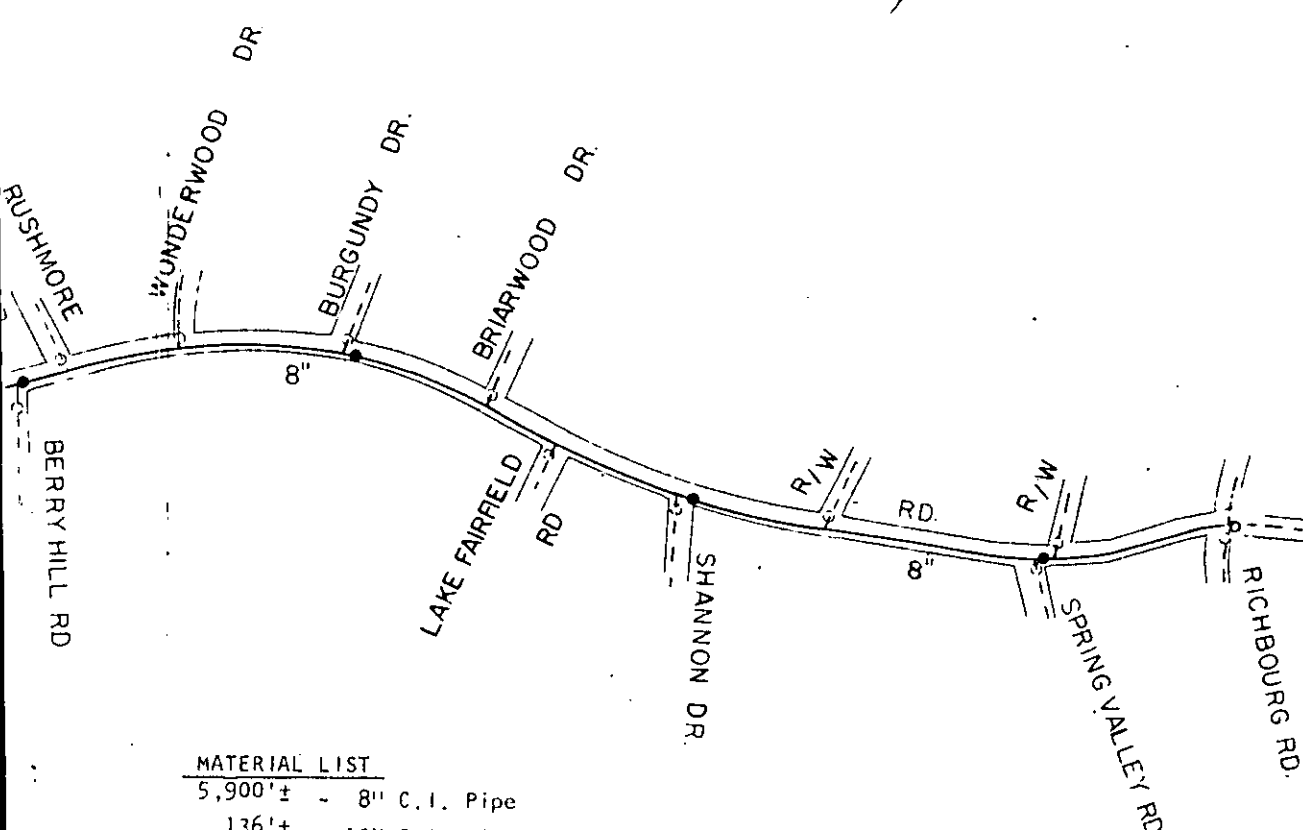 RUSHMORE
WUNDERWOOD DR.
BURGUNDY DR.
BRIARWOOD DR.
8"
BERRY HILL RD
LAKE FAIRFIELD
RD
SHANNON DR.
R/W
RD.
R/W
8"
SPRING VALLEY RD
RICHBOURG RD.
MATERIAL LIST
5,900'± - 8" C.I. Pipe
136'±